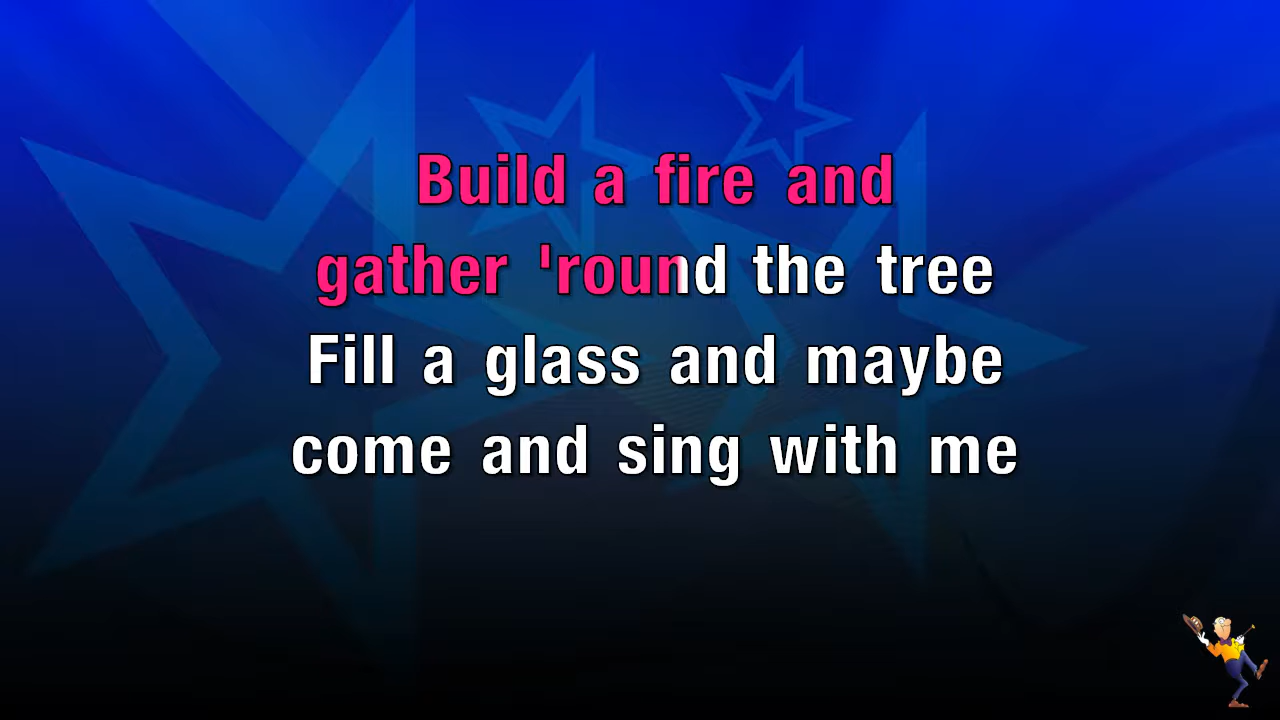 Build a fire and
gather 'round the tree
Fill a glass and maybe
come and sing with me